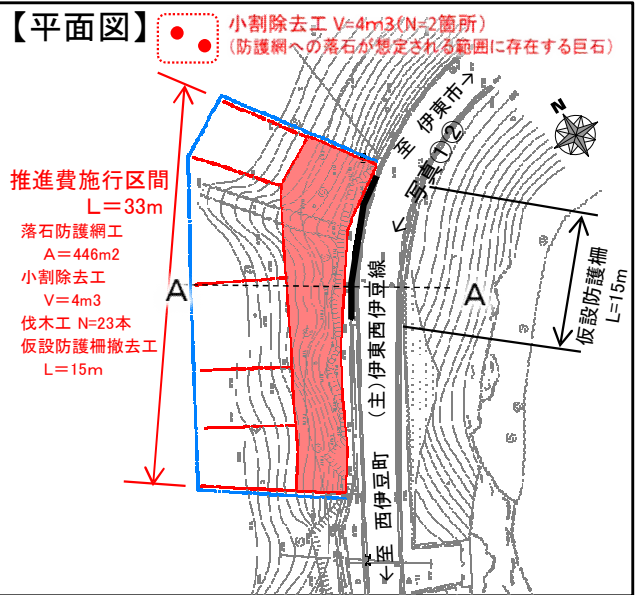 【平面図】
小割除去工 V=4m3(N=2箇所)
(防護網への落石が想定される範囲に存在する巨石)
至 伊東市→
←写真①②
N
推進費施行区間
L=33m
落石防護網工
A=446m2
小割除去工
V=4m3
伐木工 N=23本
仮設防護柵撤去工
L=15m
A
A
(主)伊東西伊豆線
仮設防護柵
L=15m
←至 西伊豆町